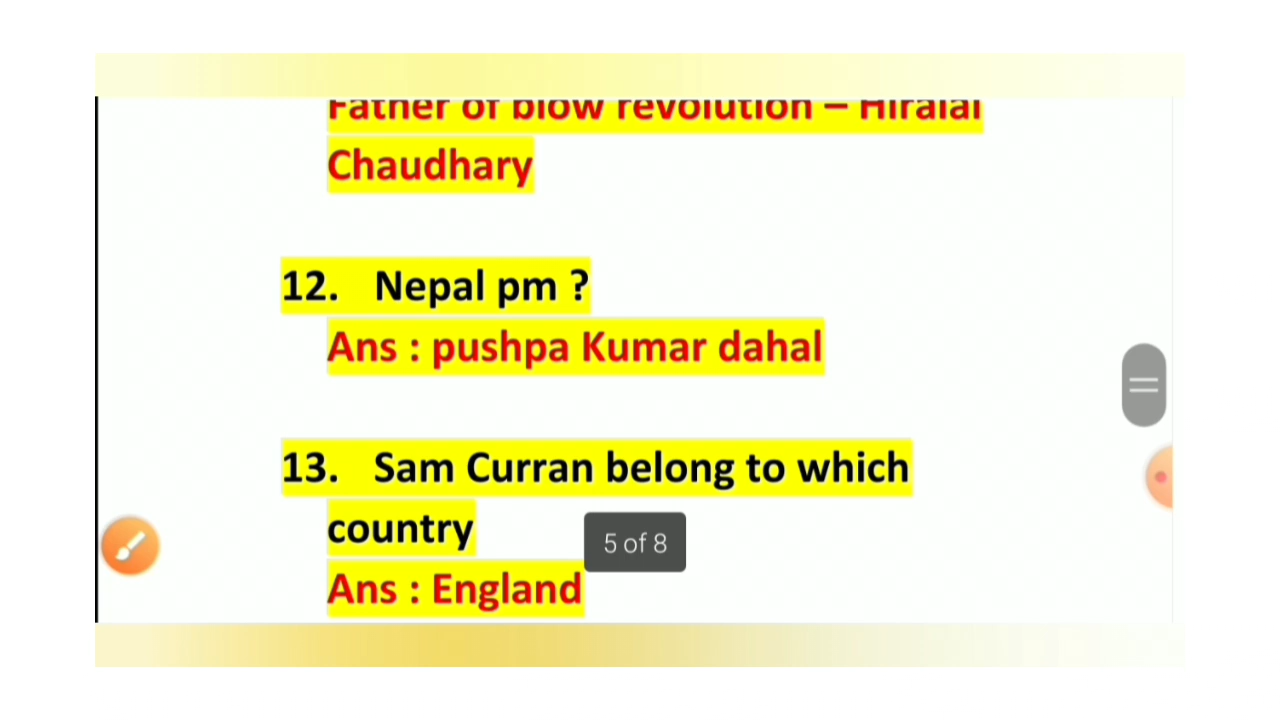 Father of blow revolution – Hiralal
Chaudhary
12. Nepal pm ?
Ans : pushpa Kumar dahal
13. Sam Curran belong to which
country
5 of 8
Ans : England